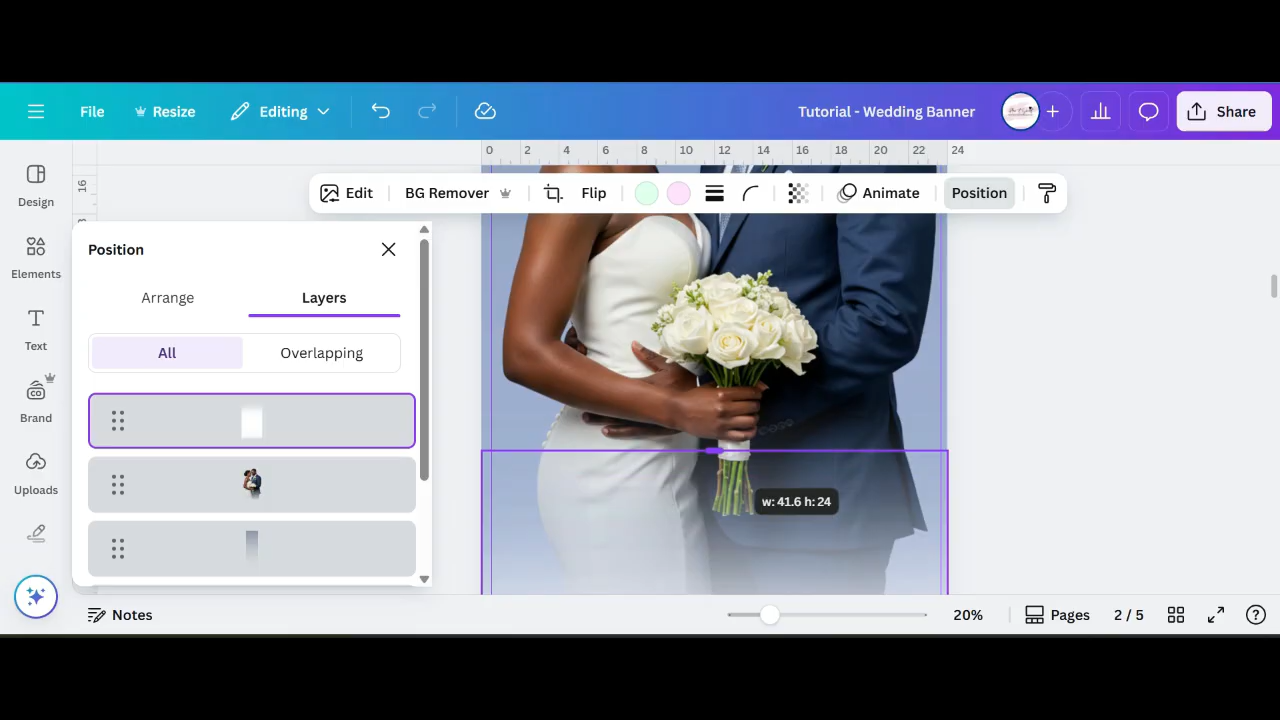 File Resize Editing Tutorial - Wedding Banner + Share
0 2 4 6 8 10 12 14 16 18 20 22 24
16
Edit BG Remover Flip Animate Position
Design
Elements
Text
Brand
Uploads
Position
Arrange Layers
All Overlapping
w: 41.6 h: 24
Notes 20% Pages 2 / 5 ?